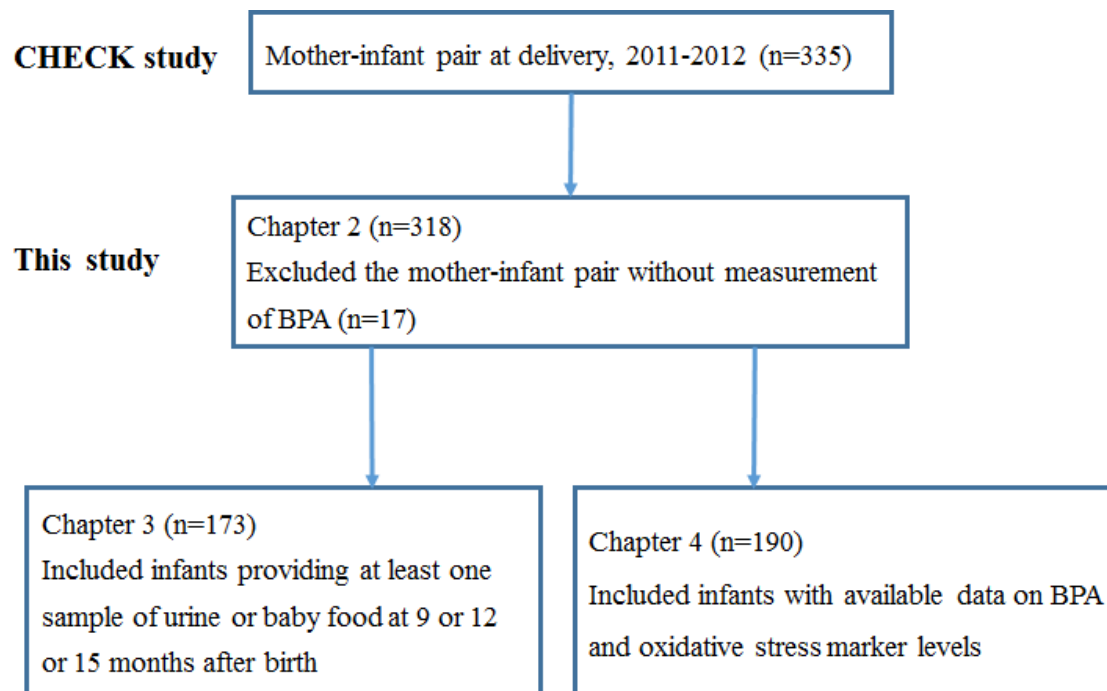 CHECK study
Mother-infant pair at delivery, 2011-2012 (n=335)
This study
Chapter 2 (n=318)
Excluded the mother-infant pair without measurement
of BPA (n=17)
Chapter 3 (n=173)
Included infants providing at least one
sample of urine or baby food at 9 or 12
or 15 months after birth
Chapter 4 (n=190)
Included infants with available data on BPA
and oxidative stress marker levels